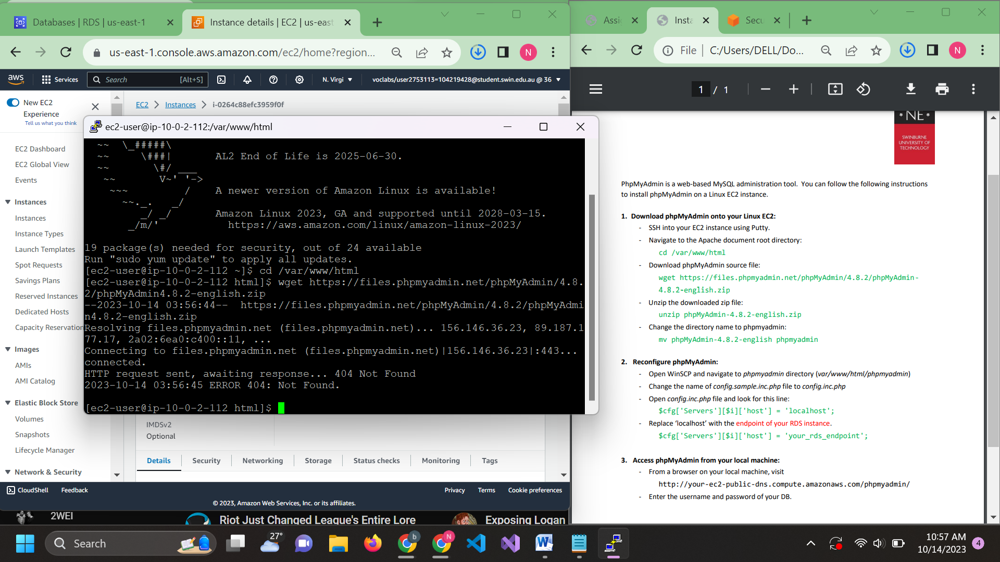 Databases | RDS | us-east-1
Instance details | EC2 | us-east
us-east-1.console.aws.amazon.com/ec2/home?region...
N
aws
Services
Search
[Alt+S]
N. Virgi
voclabs/user2753113=104219428@student.swin.edu.au @ 36
New EC2
Experience
Tell us what you think
EC2 Dashboard
EC2 Global View
Events
Instances
Instances
Instance Types
Launch Templates
Spot Requests
Savings Plans
Reserved Instances
Dedicated Hosts
Capacity Reservation
Images
AMIs
AMI Catalog
Elastic Block Store
Volumes
Snapshots
Lifecycle Manager
Network & Security
EC2 > Instances > i-0264c88efc3959f0f
ec2-user@ip-10-0-2-112:/var/www/html
~~  \_#####\
~~     \###|       AL2 End of Life is 2025-06-30.
~~       \#/ ___
~~       V~' '->
~~~         /    A newer version of Amazon Linux is available!
~~._.   _/
_/ _/       Amazon Linux 2023, GA and supported until 2028-03-15.
_/m/'           https://aws.amazon.com/linux/amazon-linux-2023/
19 package(s) needed for security, out of 24 available
Run "sudo yum update" to apply all updates.
[ec2-user@ip-10-0-2-112 ~]$ cd /var/www/html
[ec2-user@ip-10-0-2-112 html]$ wget https://files.phpmyadmin.net/phpMyAdmin/4.8.
2/phpMyAdmin4.8.2-english.zip
--2023-10-14 03:56:44--  https://files.phpmyadmin.net/phpMyAdmin/4.8.2/phpMyAdmi
n4.8.2-english.zip
Resolving files.phpmyadmin.net (files.phpmyadmin.net)... 156.146.36.23, 89.187.1
77.17, 2a02:6ea0:c400::11, ...
Connecting to files.phpmyadmin.net (files.phpmyadmin.net)|156.146.36.23|:443...
connected.
HTTP request sent, awaiting response... 404 Not Found
2023-10-14 03:56:45 ERROR 404: Not Found.
[ec2-user@ip-10-0-2-112 html]$
IMDSv2
Optional
Details
Security
Networking
Storage
Status checks
Monitoring
Tags
CloudShell
Feedback
Privacy
Terms
Cookie preferences
© 2023, Amazon Web Services, Inc. or its affiliates.
2WEI
Riot Just Changed League's Entire Lore
Exposing Logan
Assi
Insta
Secu
File
C:/Users/DELL/Do...
N
1 / 1
* NE *
SWINBURNE
UNIVERSITY OF
TECHNOLOGY
PhpMyAdmin is a web-based MySQL administration tool.  You can follow the following instructions
to install phpMyAdmin on a Linux EC2 instance.
1. Download phpMyAdmin onto your Linux EC2:
- SSH into your EC2 instance using Putty.
- Navigate to the Apache document root directory:
cd /var/www/html
- Download phpMyAdmin source file:
wget https://files.phpmyadmin.net/phpMyAdmin/4.8.2/phpMyAdmin-
4.8.2-english.zip
- Unzip the downloaded zip file:
unzip phpMyAdmin-4.8.2-english.zip
- Change the directory name to phpmyadmin:
mv phpMyAdmin-4.8.2-english phpmyadmin
2. Reconfigure phpMyAdmin:
- Open WinSCP and navigate to phpmyadmin directory (var/www/html/phpmyadmin)
- Change the name of config.sample.inc.php file to config.inc.php
- Open config.inc.php file and look for this line:
$cfg['Servers'][$i]['host'] = 'localhost';
- Replace ‘localhost’ with the endpoint of your RDS instance.
$cfg['Servers'][$i]['host'] = 'your_rds_endpoint';
3. Access phpMyAdmin from your local machine:
- From a browser on your local machine, visit
http://your-ec2-public-dns.compute.amazonaws.com/phpmyadmin/
- Enter the username and password of your DB.
Search
27°
b
N
W
10:57 AM
10/14/2023
4